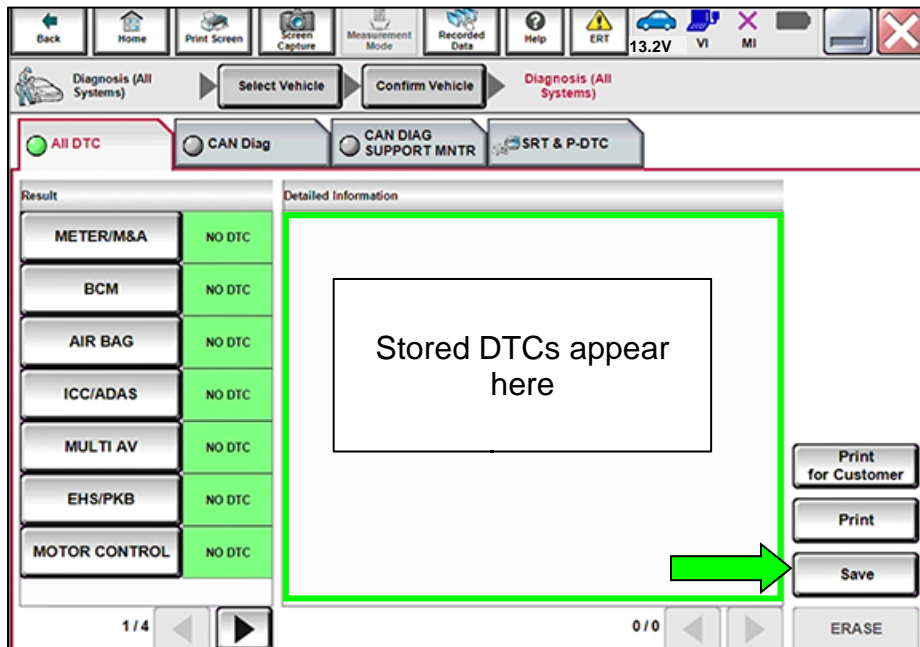 Back
Home
Print Screen
Screen
Capture
Measurement
Mode
Recorded
Data
Help
ERT
13.2V
VI
MI
Diagnosis (All
Systems)
Select Vehicle
Confirm Vehicle
Diagnosis (All
Systems)
All DTC
CAN Diag
CAN DIAG
SUPPORT MNTR
SRT & P-DTC
Result
Detailed Information
METER/M&A NO DTC
BCM NO DTC
AIR BAG NO DTC
ICC/ADAS NO DTC
MULTI AV NO DTC
EHS/PKB NO DTC
MOTOR CONTROL NO DTC
Stored DTCs appear
here
Print
for Customer
Print
Save
1/4
0/0
ERASE